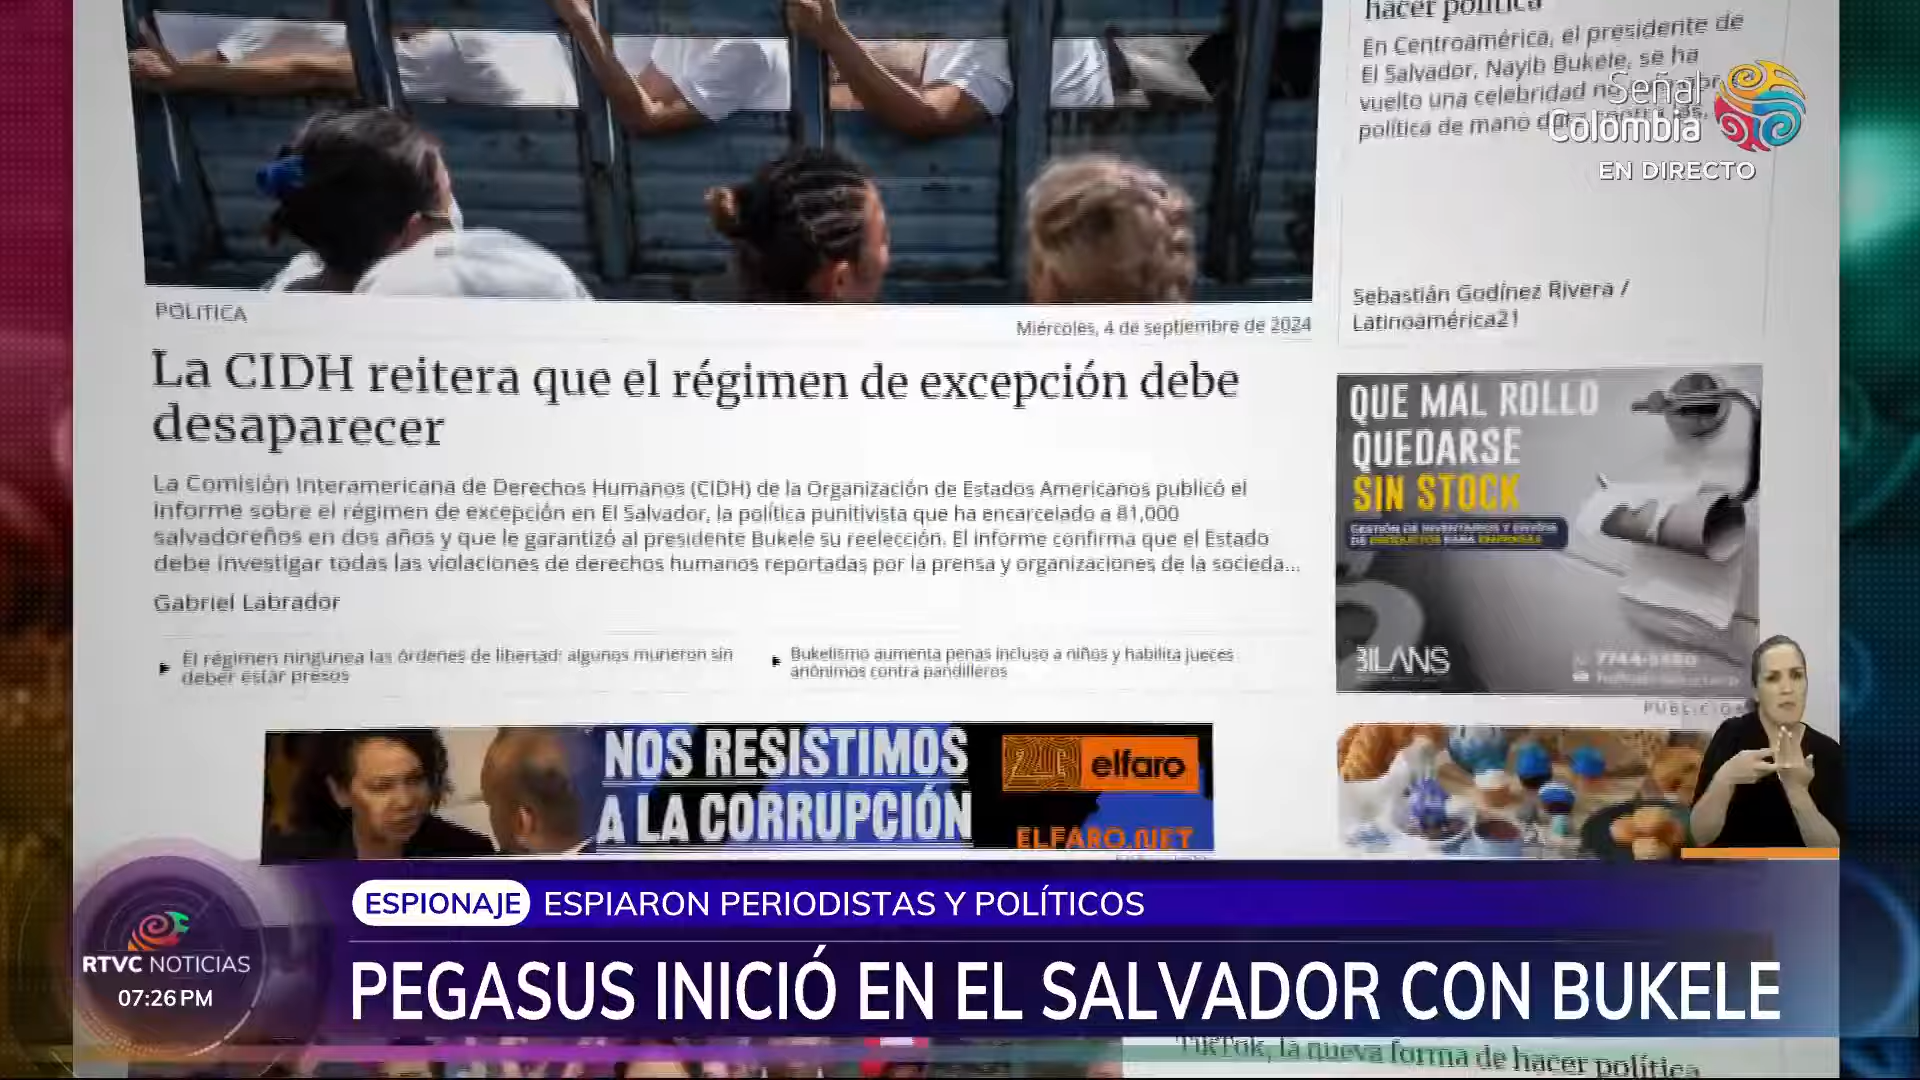 hacer política
En Centroamérica, el presidente de
El Salvador, Nayib Bukele, se ha
vuelto una celebridad
política de mano
Señal
Colombia
EN DIRECTO
Sebastián Godínez Rivera /
Latinoamérica21
POLÍTICA
Miércoles, 4 de septiembre de 2024
La CIDH reitera que el régimen de excepción debe
desaparecer
La Comisión Interamericana de Derechos Humanos (CIDH) de la Organización de Estados Americanos publicó el
informe sobre el régimen de excepción en El Salvador, la política punitivista que ha encarcelado a 81,000
salvadoreños en dos años y que le garantizó al presidente Bukele su reelección. El informe confirma que el Estado
debe investigar todas las violaciones de derechos humanos reportadas por la prensa y organizaciones de la socieda...
Gabriel Labrador
El régimen ningunea las órdenes de libertad: algunos murieron sin
deber estar presos
Bukelismo aumenta penas incluso a niños y habilita jueces
anónimos contra pandilleros
QUE MAL ROLLO
QUEDARSE
SIN STOCK
GESTIÓN DE INVENTARIOS Y ENVÍOS
DE PRODUCTOS PARA EMPRESAS
BILANS
NOS RESISTIMOS
A LA CORRUPCIÓN
elfaro
ELFARO.NET
ESPIONAJE ESPIARON PERIODISTAS Y POLÍTICOS
PEGASUS INICIÓ EN EL SALVADOR CON BUKELE
RTVC NOTICIAS
07:26 PM
TikTok, la nueva forma de hacer política